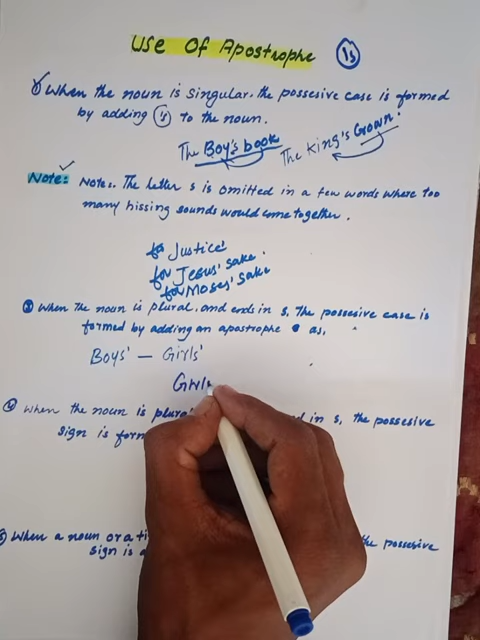 Use Of Apostrophe 's
When the noun is singular, the possesive case is formed
by adding 's to the noun.
The Boy's book The King's Grown.
Note: Note:. The letter s is omitted in a few words where too
many hissing sounds would come together.
for Justice'
for Jesus' sake.
for Moses' sake
When the noun is plural, and ends in s, the possesive case is
formed by adding an apostrophe as,
Boys' — Girls'
Girls
When the noun is plural in s, the possesive
sign is
When a noun or a the possesive
sign is